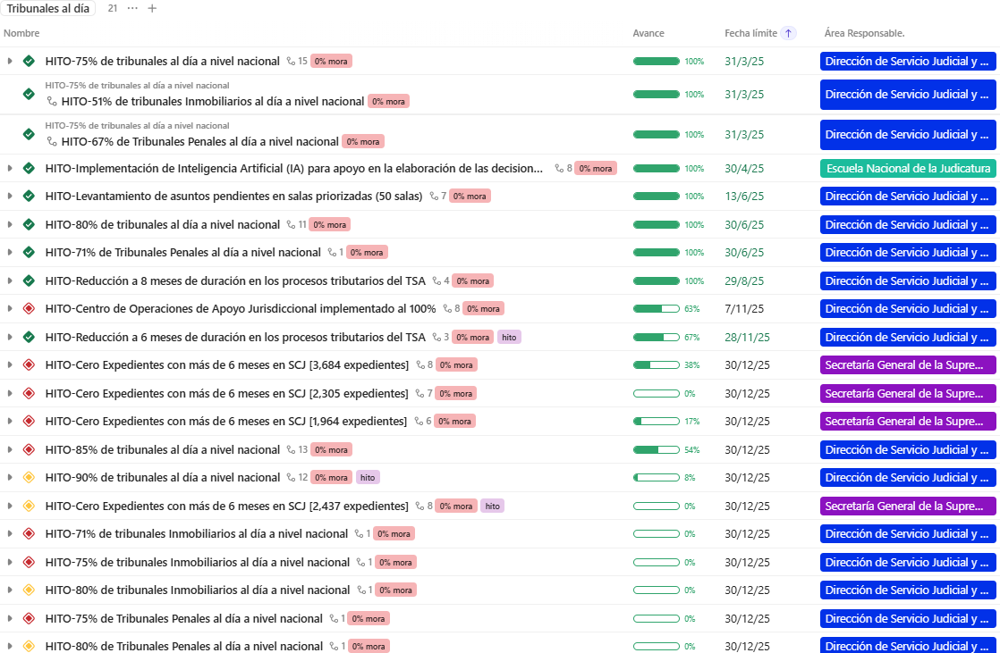 Tribunales al día 21 ... +
Nombre Avance Fecha límite ↑ Área Responsable.
HITO-75% de tribunales al día a nivel nacional 15 0% mora 100% 31/3/25 Dirección de Servicio Judicial y ...
HITO-75% de tribunales al día a nivel nacional
HITO-51% de tribunales Inmobiliarios al día a nivel nacional 0% mora 100% 31/3/25 Dirección de Servicio Judicial y ...
HITO-75% de tribunales al día a nivel nacional
HITO-67% de Tribunales Penales al día a nivel nacional 0% mora 100% 31/3/25 Dirección de Servicio Judicial y ...
HITO-Implementación de Inteligencia Artificial (IA) para apoyo en la elaboración de las decision... 8 0% mora 100% 30/4/25 Escuela Nacional de la Judicatura
HITO-Levantamiento de asuntos pendientes en salas priorizadas (50 salas) 7 0% mora 100% 13/6/25 Dirección de Servicio Judicial y ...
HITO-80% de tribunales al día a nivel nacional 11 0% mora 100% 30/6/25 Dirección de Servicio Judicial y ...
HITO-71% de Tribunales Penales al día a nivel nacional 1 0% mora 100% 30/6/25 Dirección de Servicio Judicial y ...
HITO-Reducción a 8 meses de duración en los procesos tributarios del TSA 4 0% mora 100% 29/8/25 Dirección de Servicio Judicial y ...
HITO-Centro de Operaciones de Apoyo Jurisdiccional implementado al 100% 8 0% mora 63% 7/11/25 Dirección de Servicio Judicial y ...
HITO-Reducción a 6 meses de duración en los procesos tributarios del TSA 3 0% mora hito 67% 28/11/25 Dirección de Servicio Judicial y ...
HITO-Cero Expedientes con más de 6 meses en SCJ [3,684 expedientes] 8 0% mora 38% 30/12/25 Secretaría General de la Supre...
HITO-Cero Expedientes con más de 6 meses en SCJ [2,305 expedientes] 7 0% mora 0% 30/12/25 Secretaría General de la Supre...
HITO-Cero Expedientes con más de 6 meses en SCJ [1,964 expedientes] 6 0% mora 17% 30/12/25 Secretaría General de la Supre...
HITO-85% de tribunales al día a nivel nacional 13 0% mora 54% 30/12/25 Dirección de Servicio Judicial y ...
HITO-90% de tribunales al día a nivel nacional 12 0% mora hito 8% 30/12/25 Dirección de Servicio Judicial y ...
HITO-Cero Expedientes con más de 6 meses en SCJ [2,437 expedientes] 8 0% mora hito 0% 30/12/25 Secretaría General de la Supre...
HITO-71% de tribunales Inmobiliarios al día a nivel nacional 1 0% mora 0% 30/12/25 Dirección de Servicio Judicial y ...
HITO-75% de tribunales Inmobiliarios al día a nivel nacional 1 0% mora 0% 30/12/25 Dirección de Servicio Judicial y ...
HITO-80% de tribunales Inmobiliarios al día a nivel nacional 1 0% mora 0% 30/12/25 Dirección de Servicio Judicial y ...
HITO-75% de Tribunales Penales al día a nivel nacional 1 0% mora 0% 30/12/25 Dirección de Servicio Judicial y ...
HITO-80% de Tribunales Penales al día a nivel nacional 1 0% mora 0% 30/12/25 Dirección de Servicio Judicial y ...